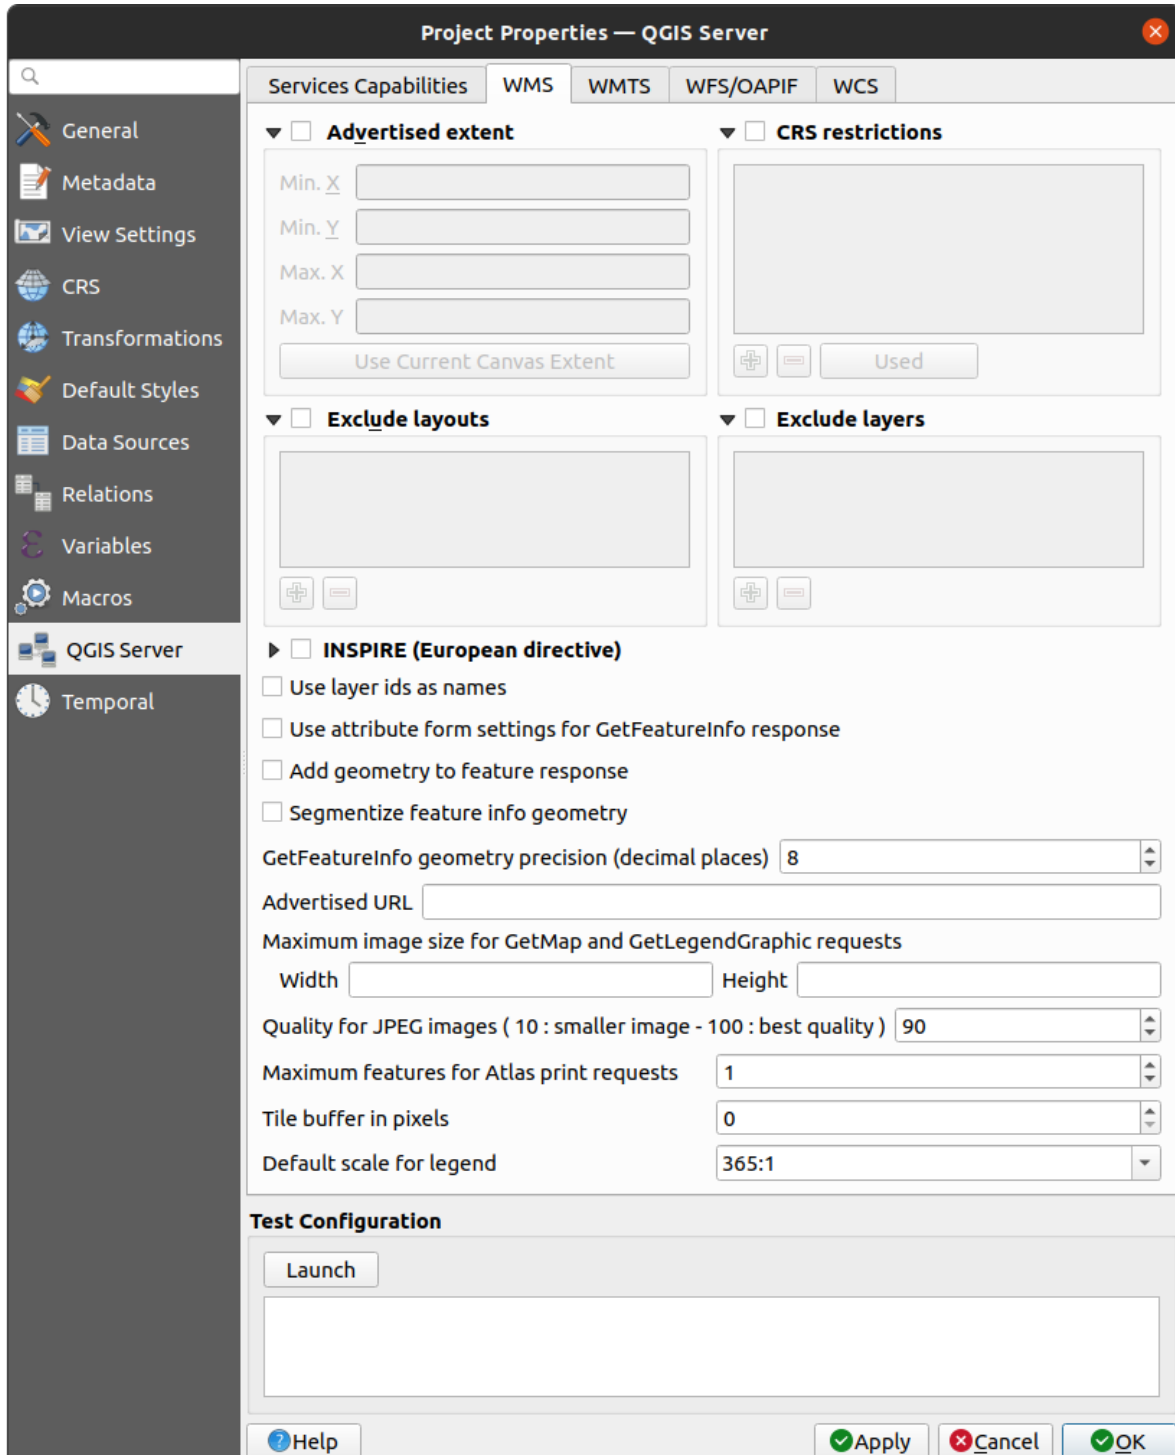 Project Properties — QGIS Server
General
Metadata
View Settings
CRS
Transformations
Default Styles
Data Sources
Relations
Variables
Macros
QGIS Server
Temporal
Services Capabilities WMS WMTS WFS/OAPIF WCS
Advertised extent
Min. X
Min. Y
Max. X
Max. Y
Use Current Canvas Extent
CRS restrictions
Used
Exclude layouts
Exclude layers
INSPIRE (European directive)
Use layer ids as names
Use attribute form settings for GetFeatureInfo response
Add geometry to feature response
Segmentize feature info geometry
GetFeatureInfo geometry precision (decimal places) 8
Advertised URL
Maximum image size for GetMap and GetLegendGraphic requests
Width Height
Quality for JPEG images ( 10 : smaller image - 100 : best quality ) 90
Maximum features for Atlas print requests 1
Tile buffer in pixels 0
Default scale for legend 365:1
Test Configuration
Launch
Help Apply Cancel OK